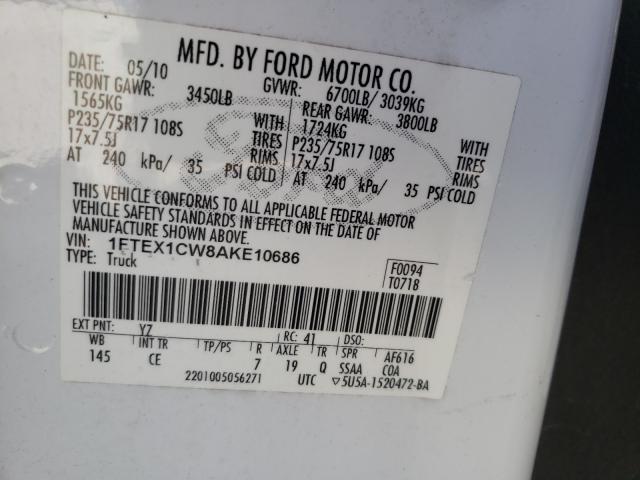 MFD. BY FORD MOTOR CO.
DATE: 05/10 GVWR: 6700LB/ 3039KG
FRONT GAWR: 3450LB REAR GAWR: 3800LB
1565KG WITH 1724KG WITH
P235/75R17 108S TIRES P235/75R17 108S TIRES
17x7.5J RIMS 17x7.5J RIMS
AT 240 kPa/ 35 PSI COLD AT 240 kPa/ 35 PSI COLD
THIS VEHICLE CONFORMS TO ALL APPLICABLE FEDERAL MOTOR
VEHICLE SAFETY STANDARDS IN EFFECT ON THE DATE OF
MANUFACTURE SHOWN ABOVE.
VIN: 1FTEX1CW8AKE10686
TYPE: Truck
F0094
T0718
EXT PNT: YZ RC: 41 DSO:
WB INT TR TP/PS R AXLE TR SPR AF616
145 CE 7 19 Q SSAA COA
2201005056271 UTC ▽5U5A-1520472-BA
Ford